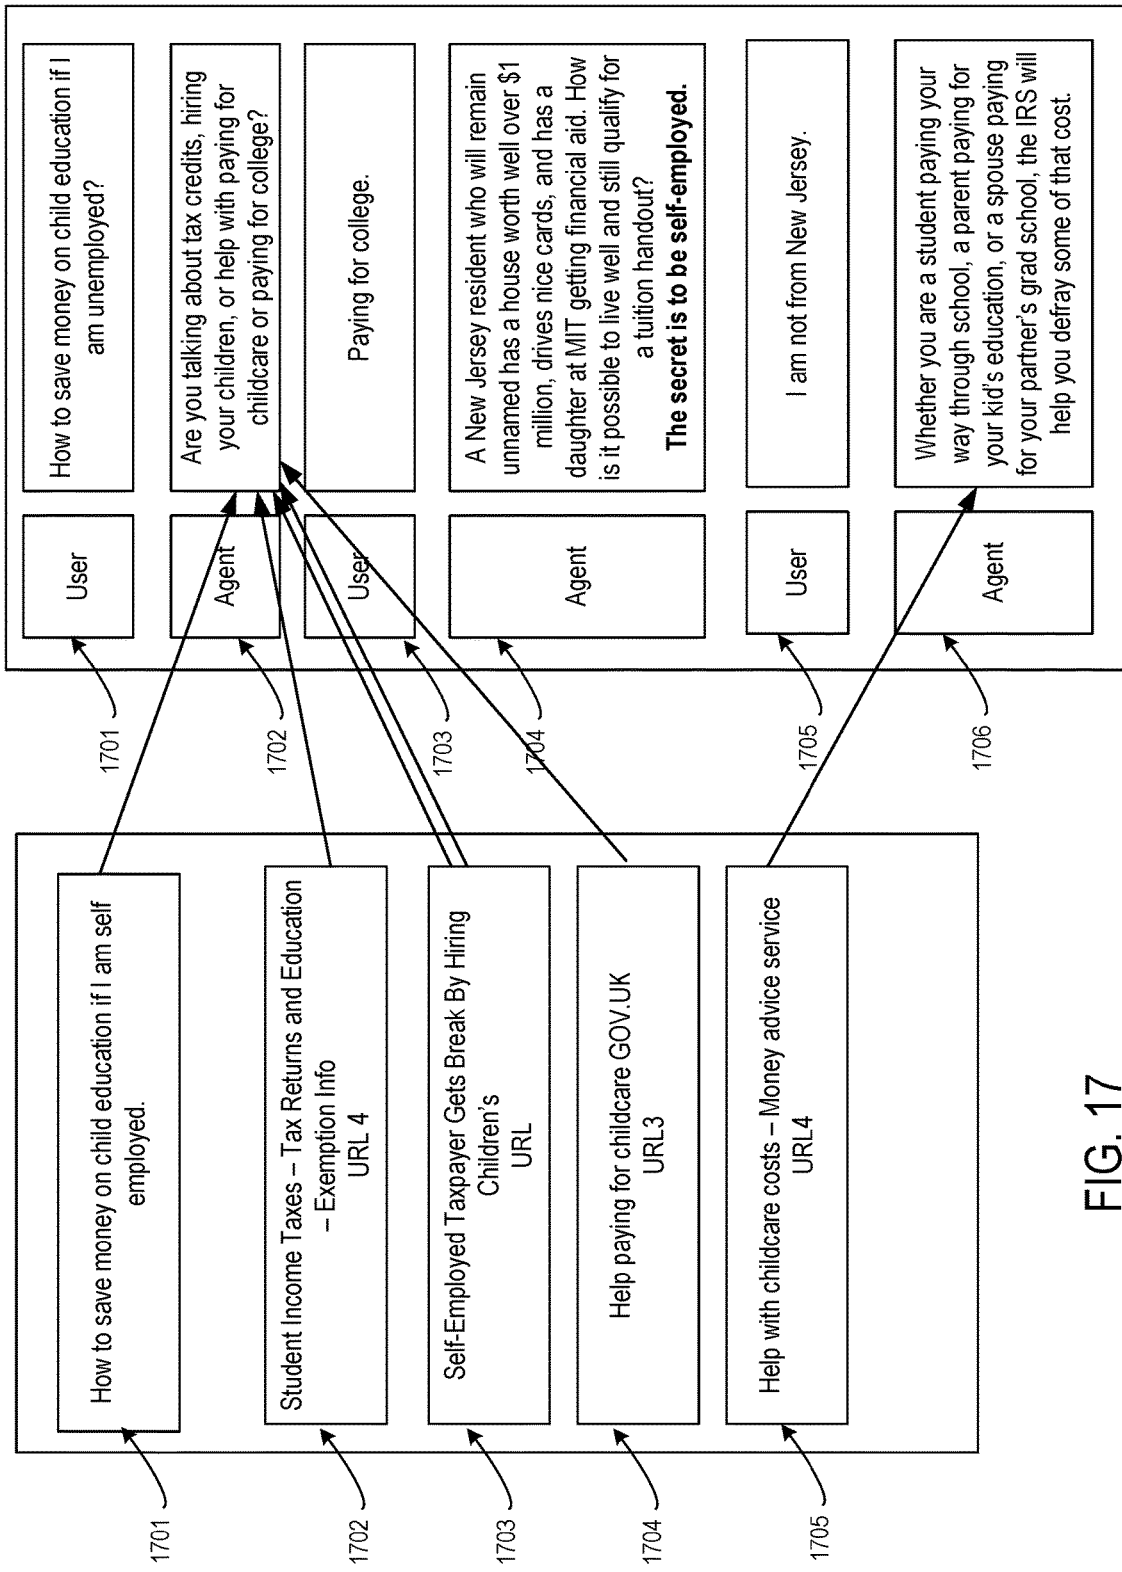 1701
How to save money on child education if I am self
employed.
1702
Student Income Taxes – Tax Returns and Education
– Exemption Info
URL 4
1703
Self-Employed Taxpayer Gets Break By Hiring
Children's
URL
1704
Help paying for childcare GOV.UK
URL3
1705
Help with childcare costs – Money advice service
URL4
1701
User
How to save money on child education if I
am unemployed?
1702
Agent
Are you talking about tax credits, hiring
your children, or help with paying for
childcare or paying for college?
1703
User
Paying for college.
1704
Agent
A New Jersey resident who will remain
unnamed has a house worth well over $1
million, drives nice cards, and has a
daughter at MIT getting financial aid. How
is it possible to live well and still qualify for
a tuition handout?
The secret is to be self-employed.
1705
User
I am not from New Jersey.
1706
Agent
Whether you are a student paying your
way through school, a parent paying for
your kid's education, or a spouse paying
for your partner's grad school, the IRS will
help you defray some of that cost.
FIG. 17